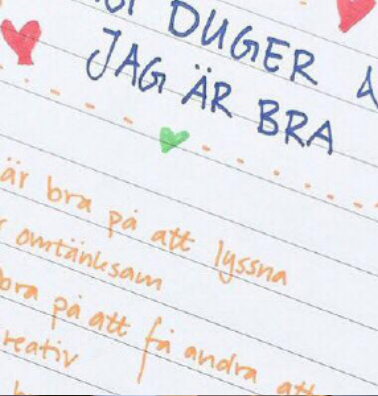 DUGER
JAG ÄR BRA
är bra på att lyssna
omtänksam
bra på att få andra att
reativ